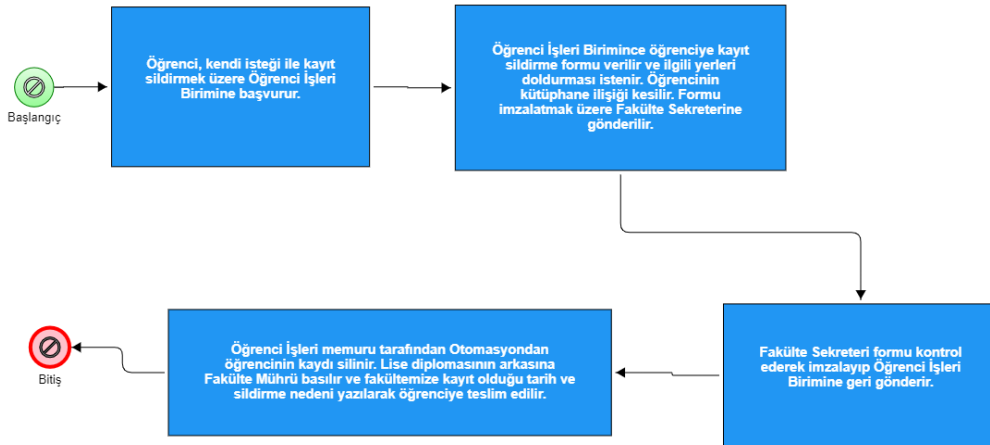 Başlangıç
Öğrenci, kendi isteği ile kayıt
sildirmek üzere Öğrenci İşleri
Birimine başvurur.
Öğrenci İşleri Birimince öğrenciye kayıt
sildirme formu verilir ve ilgili yerleri
doldurması istenir. Öğrencinin
kütüphane ilişiği kesilir. Formu
imzalatmak üzere Fakülte Sekreterine
gönderilir.
Fakülte Sekreteri formu kontrol
ederek imzalayıp Öğrenci İşleri
Birimine geri gönderir.
Öğrenci İşleri memuru tarafından Otomasyondan
öğrencinin kaydı silinir. Lise diplomasının arkasına
Fakülte Mührü basılır ve fakültemize kayıt olduğu tarih ve
sildirme nedeni yazılarak öğrenciye teslim edilir.
Bitiş